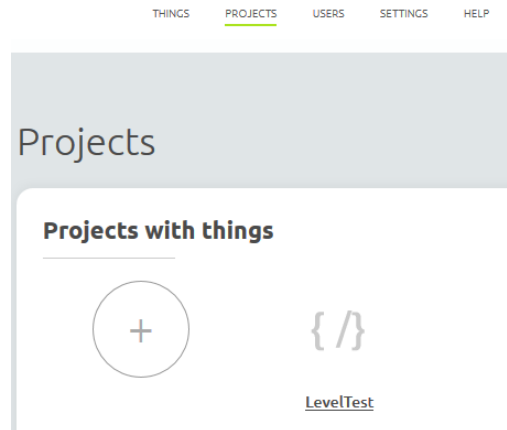 THINGS PROJECTS USERS SETTINGS HELP
Projects
Projects with things
+ { /}
LevelTest